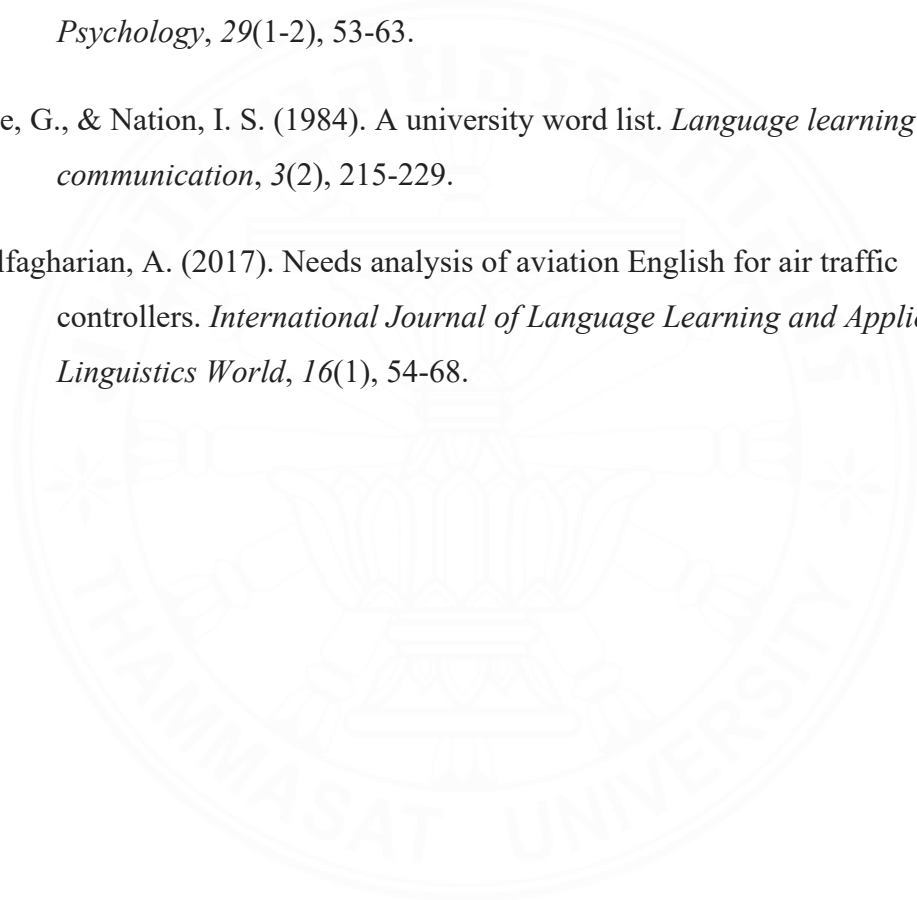 Psychology, 29(1-2), 53-63.
e, G., & Nation, I. S. (1984). A university word list. Language learning
communication, 3(2), 215-229.
lfagharian, A. (2017). Needs analysis of aviation English for air traffic
controllers. International Journal of Language Learning and Applie
Linguistics World, 16(1), 54-68.
THAMMASAT UNIVERSITY